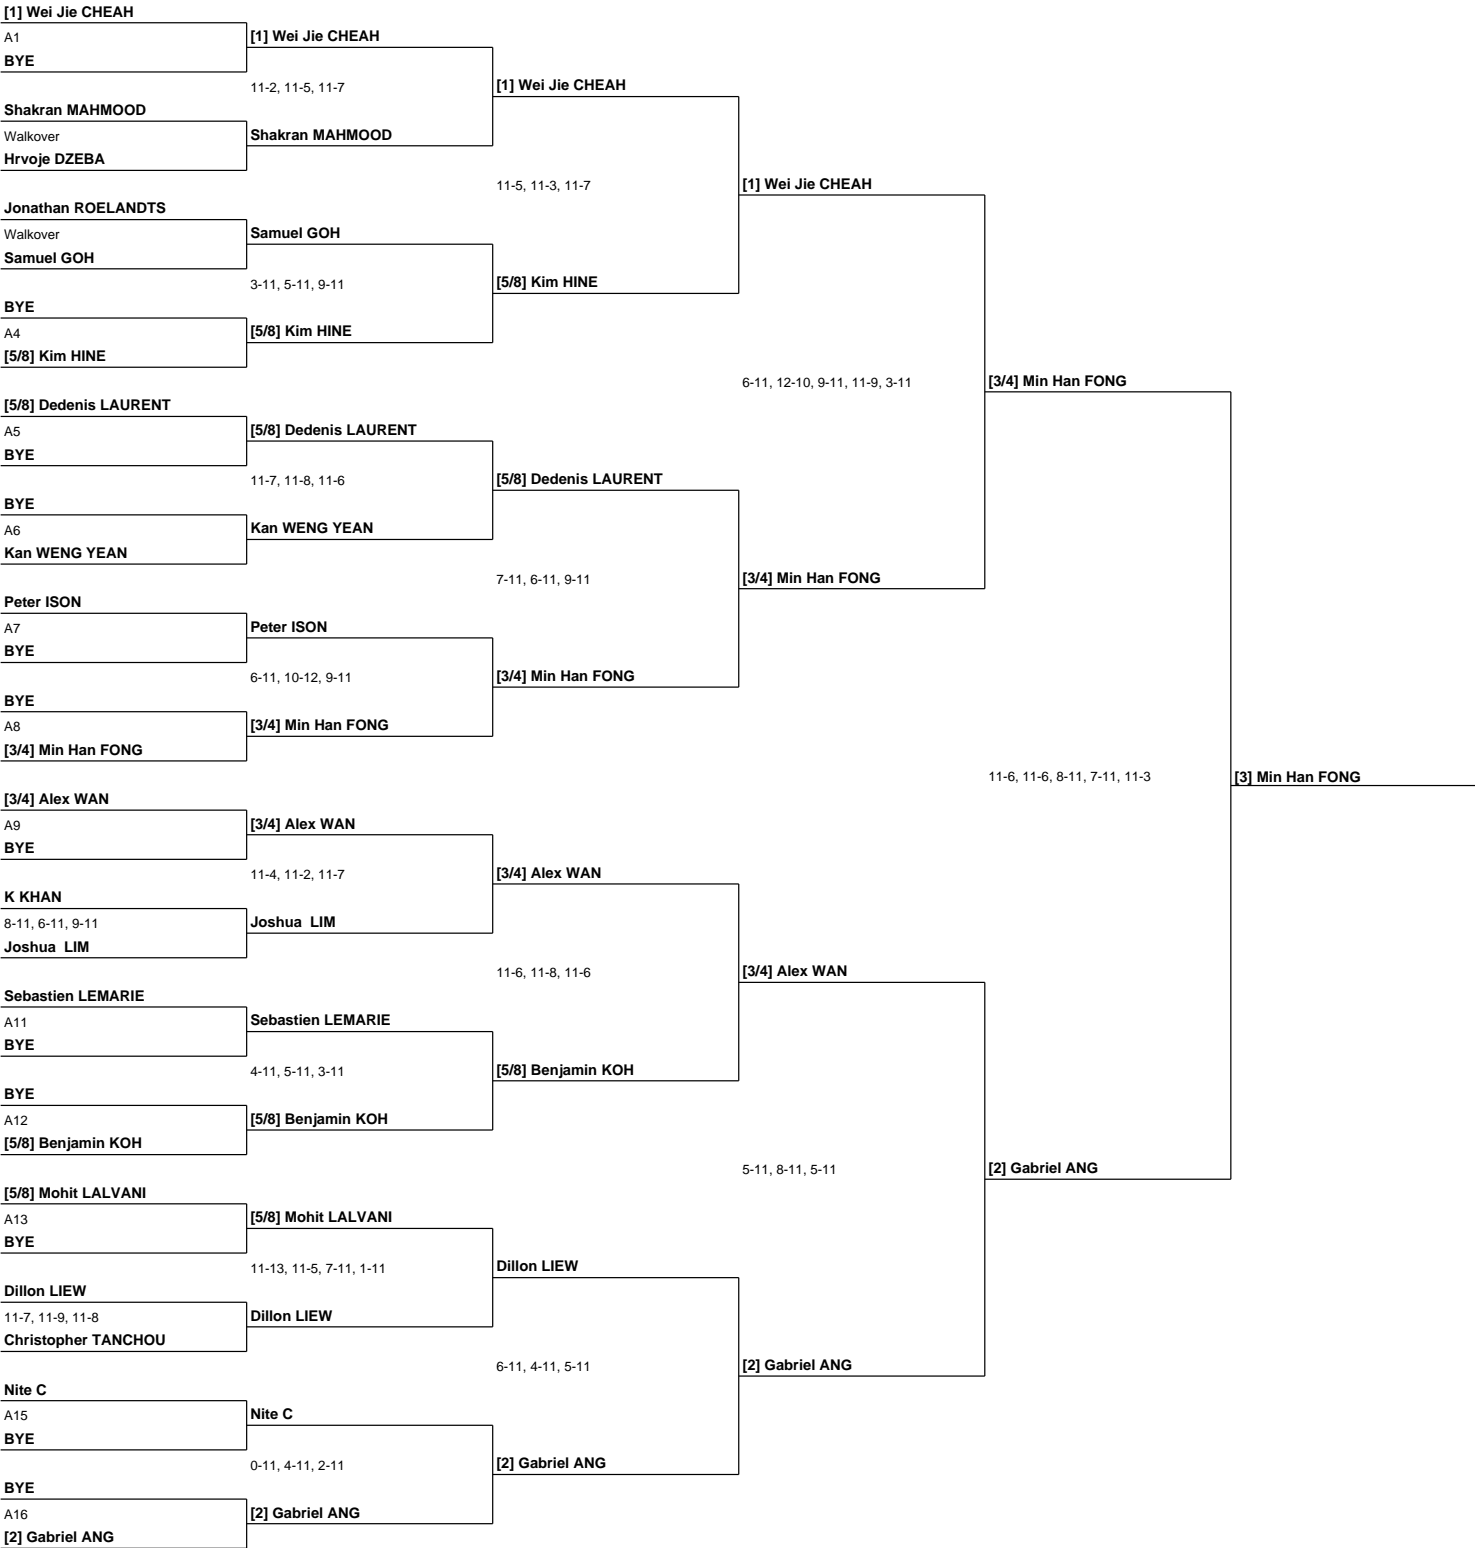 [1] Wei Jie CHEAH
A1
[1] Wei Jie CHEAH
BYE
11-2, 11-5, 11-7
[1] Wei Jie CHEAH
Shakran MAHMOOD
Walkover
Shakran MAHMOOD
Hrvoje DZEBA
11-5, 11-3, 11-7
[1] Wei Jie CHEAH
Jonathan ROELANDTS
Walkover
Samuel GOH
Samuel GOH
3-11, 5-11, 9-11
[5/8] Kim HINE
BYE
A4
[5/8] Kim HINE
[5/8] Kim HINE
6-11, 12-10, 9-11, 11-9, 3-11
[3/4] Min Han FONG
[5/8] Dedenis LAURENT
A5
[5/8] Dedenis LAURENT
BYE
11-7, 11-8, 11-6
[5/8] Dedenis LAURENT
BYE
A6
Kan WENG YEAN
Kan WENG YEAN
7-11, 6-11, 9-11
[3/4] Min Han FONG
Peter ISON
A7
Peter ISON
BYE
6-11, 10-12, 9-11
[3/4] Min Han FONG
BYE
A8
[3/4] Min Han FONG
[3/4] Min Han FONG
11-6, 11-6, 8-11, 7-11, 11-3
[3] Min Han FONG
[3/4] Alex WAN
A9
[3/4] Alex WAN
BYE
11-4, 11-2, 11-7
[3/4] Alex WAN
K KHAN
8-11, 6-11, 9-11
Joshua  LIM
Joshua  LIM
11-6, 11-8, 11-6
[3/4] Alex WAN
Sebastien LEMARIE
A11
Sebastien LEMARIE
BYE
4-11, 5-11, 3-11
[5/8] Benjamin KOH
BYE
A12
[5/8] Benjamin KOH
[5/8] Benjamin KOH
5-11, 8-11, 5-11
[2] Gabriel ANG
[5/8] Mohit LALVANI
A13
[5/8] Mohit LALVANI
BYE
11-13, 11-5, 7-11, 1-11
Dillon LIEW
Dillon LIEW
11-7, 11-9, 11-8
Dillon LIEW
Christopher TANCHOU
6-11, 4-11, 5-11
[2] Gabriel ANG
Nite C
A15
Nite C
BYE
0-11, 4-11, 2-11
[2] Gabriel ANG
BYE
A16
[2] Gabriel ANG
[2] Gabriel ANG